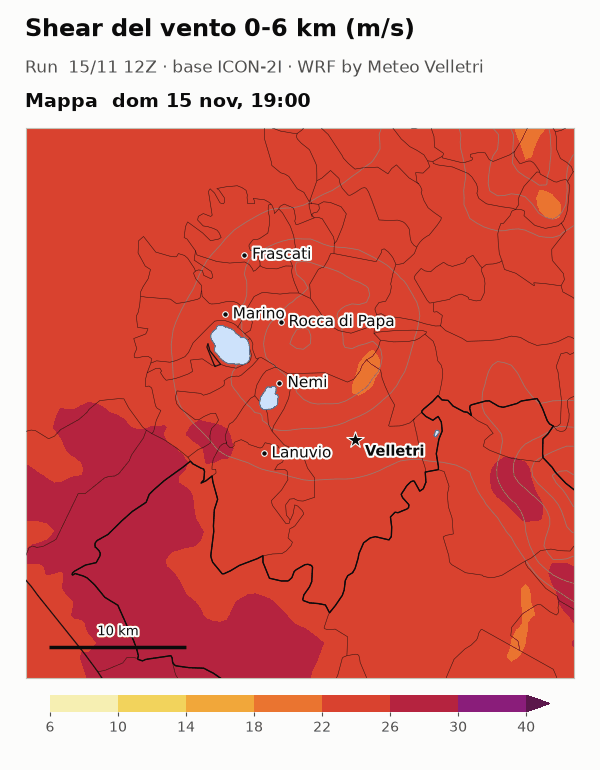 Shear del vento 0-6 km (m/s)
Run  15/11 12Z · base ICON-2I · WRF by Meteo Velletri
Mappa  dom 15 nov, 19:00
Frascati
Marino
Rocca di Papa
Nemi
Velletri
Lanuvio
10 km
6 10 14 18 22 26 30 40